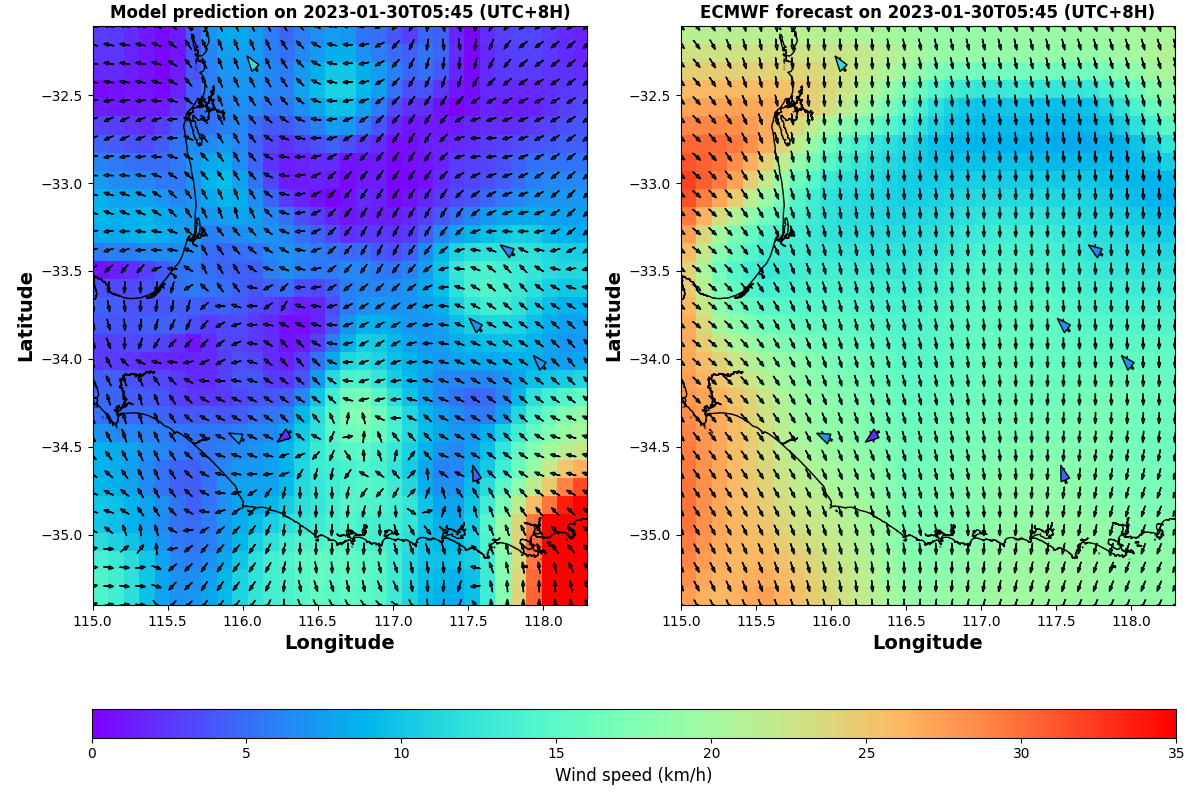 Model prediction on 2023-01-30T05:45 (UTC+8H)
ECMWF forecast on 2023-01-30T05:45 (UTC+8H)
Latitude
−32.5
−33.0
−33.5
−34.0
−34.5
−35.0
115.0 115.5 116.0 116.5 117.0 117.5 118.0
Longitude
Latitude
−32.5
−33.0
−33.5
−34.0
−34.5
−35.0
115.0 115.5 116.0 116.5 117.0 117.5 118.0
Longitude
0 5 10 15 20 25 30 35
Wind speed (km/h)